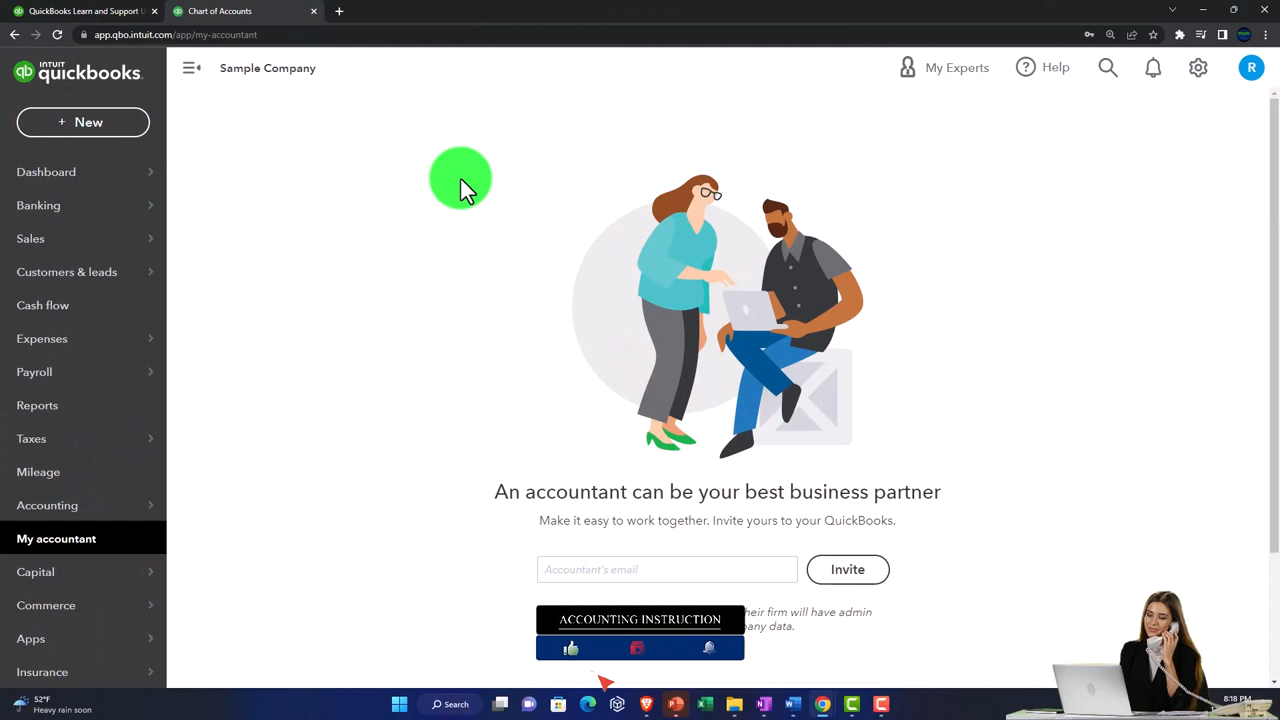 QuickBooks Learn and Support U
Chart of Accounts
app.qbo.intuit.com/app/my-accountant
INTUIT
quickbooks.
Sample Company
My Experts
Help
R
+ New
Dashboard
Banking
Sales
Customers & leads
Cash flow
Expenses
Payroll
Reports
Taxes
Mileage
Accounting
My accountant
Capital
Commerce
Apps
Insurance
An accountant can be your best business partner
Make it easy to work together. Invite yours to your QuickBooks.
Accountant's email
Invite
heir firm will have admin
pany data.
ACCOUNTING INSTRUCTION
52°F
Heavy rain soon
Search
8:18 PM